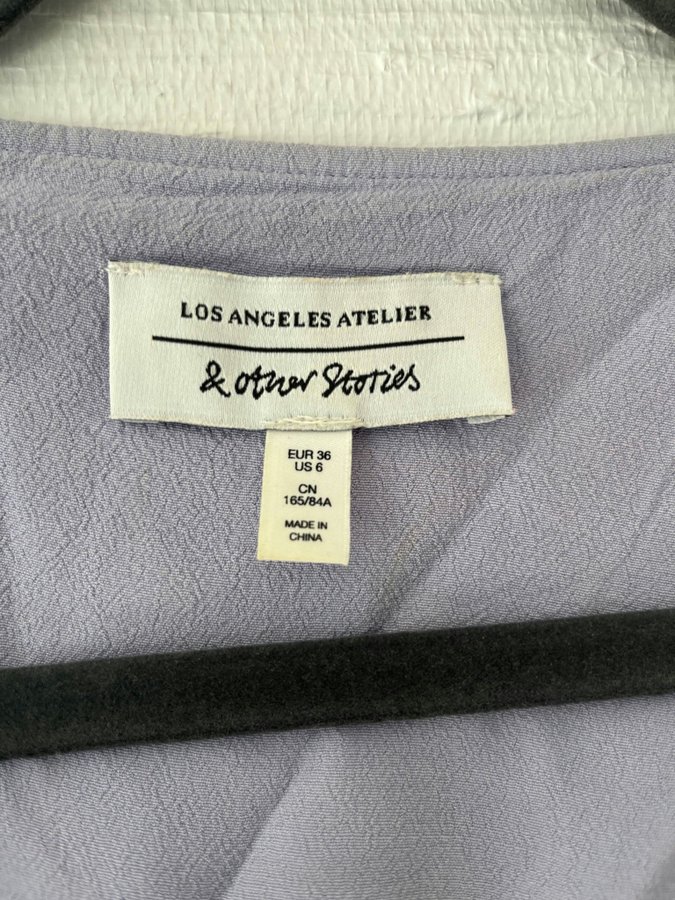 LOS ANGELES ATELIER
& other Stories
EUR 36
US 6
CN
165/84A
MADE IN
CHINA